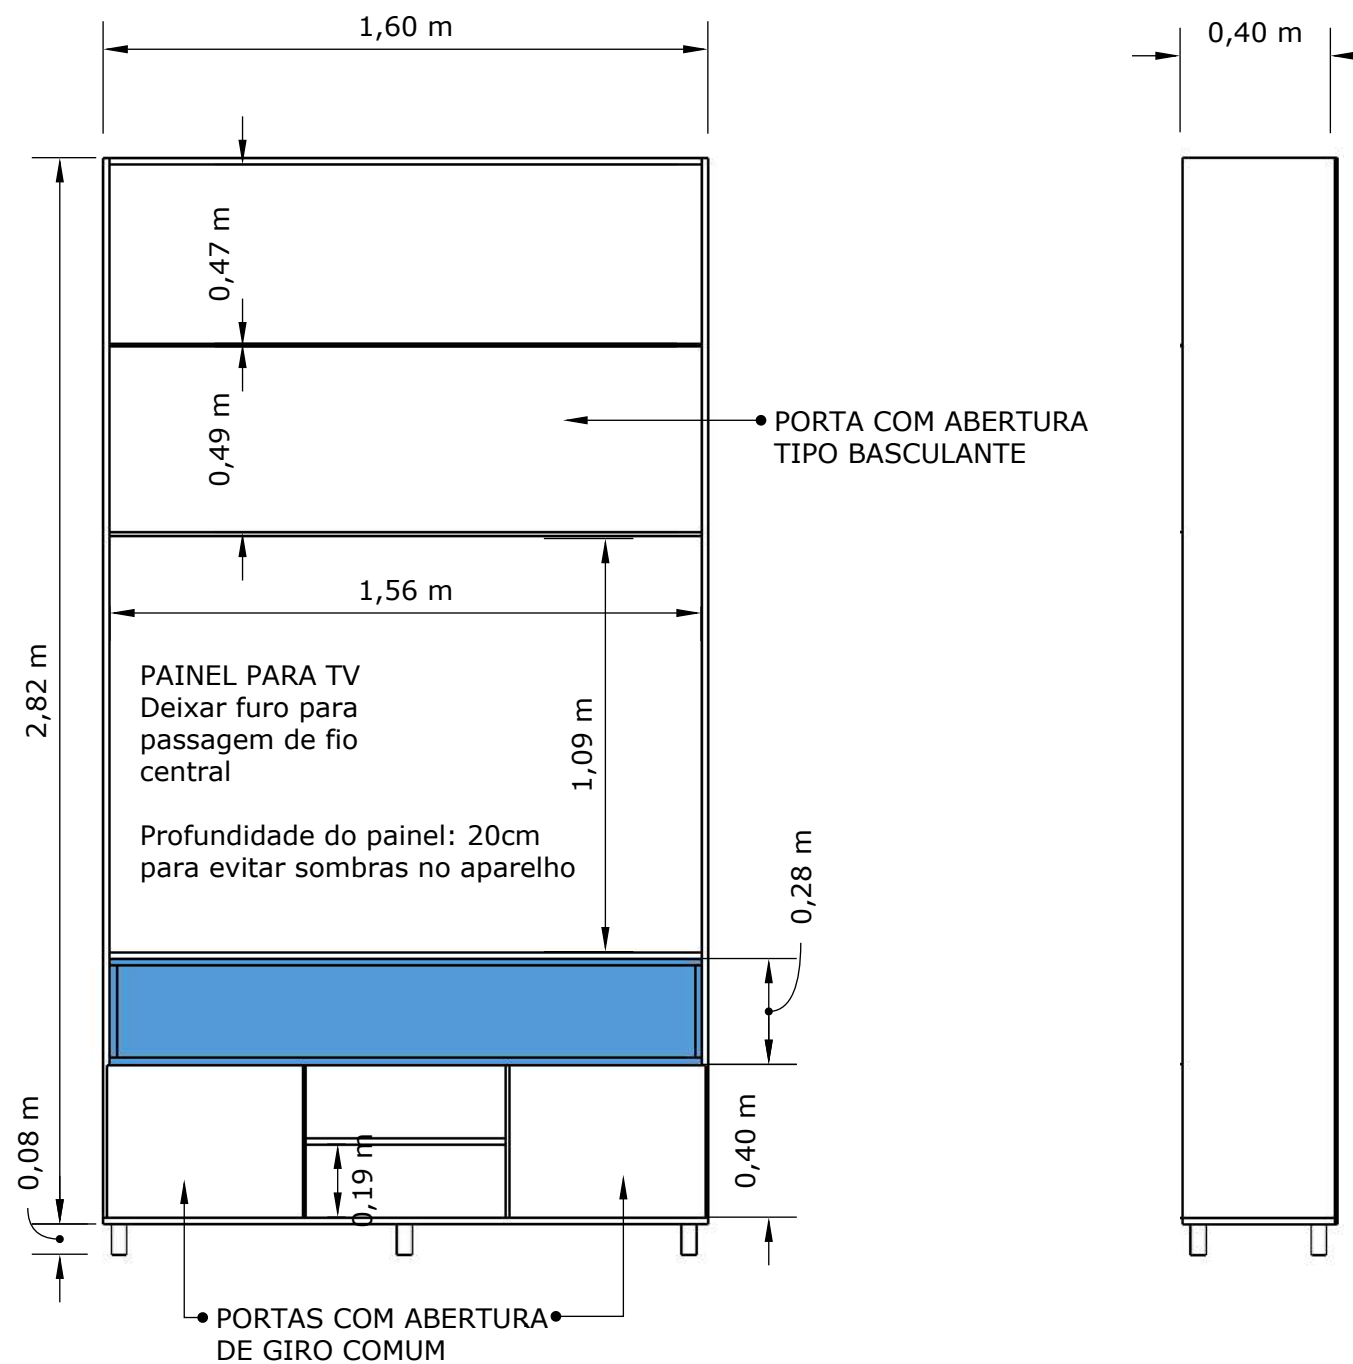 1,60 m
0,40 m
0,47 m
0,49 m
PORTA COM ABERTURA
TIPO BASCULANTE
1,56 m
2,82 m
PAINEL PARA TV
Deixar furo para
passagem de fio
central
1,09 m
Profundidade do painel: 20cm
para evitar sombras no aparelho
0,28 m
0,08 m
0,19 m
0,40 m
PORTAS COM ABERTURA
DE GIRO COMUM